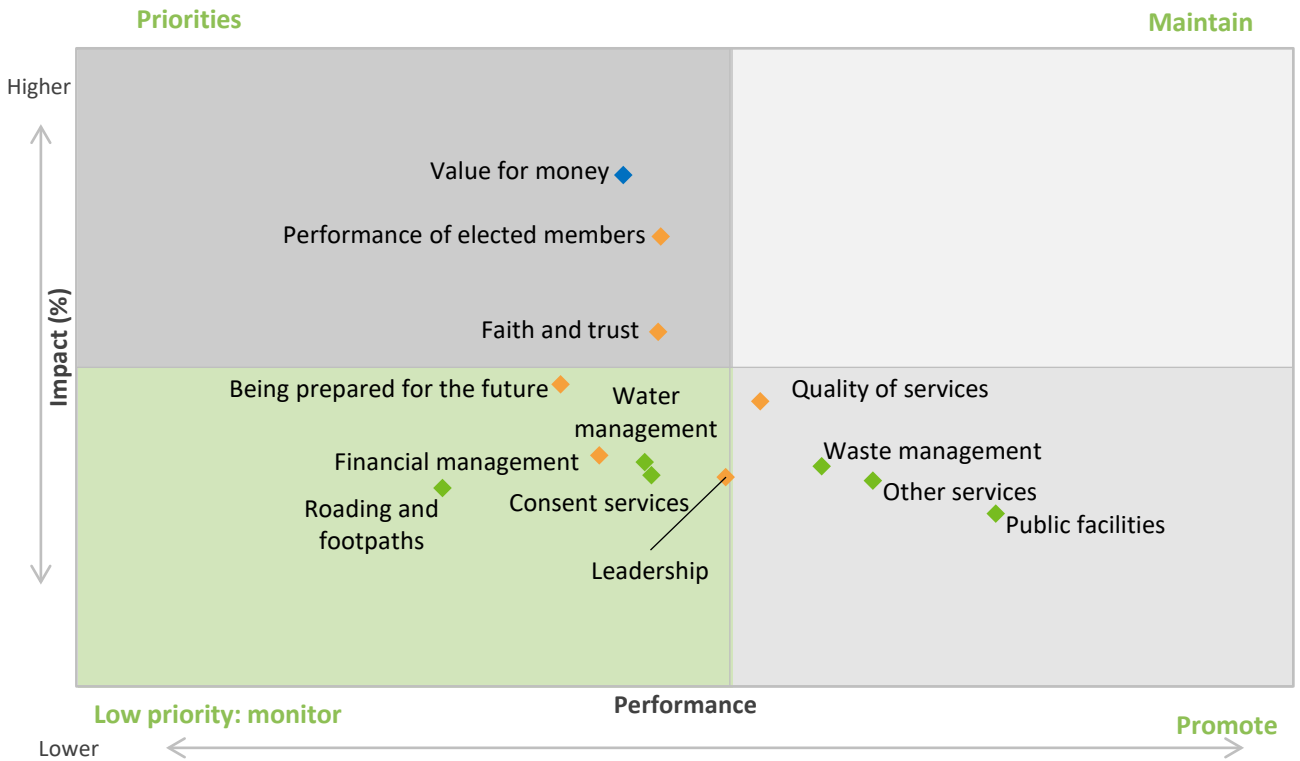 Priorities
Maintain
Higher
Value for money
Performance of elected members
Impact (%)
Faith and trust
Being prepared for the future
Water
management
Quality of services
Financial management
Waste management
Consent services
Other services
Roading and
footpaths
Public facilities
Leadership
Performance
Low priority: monitor
Promote
Lower